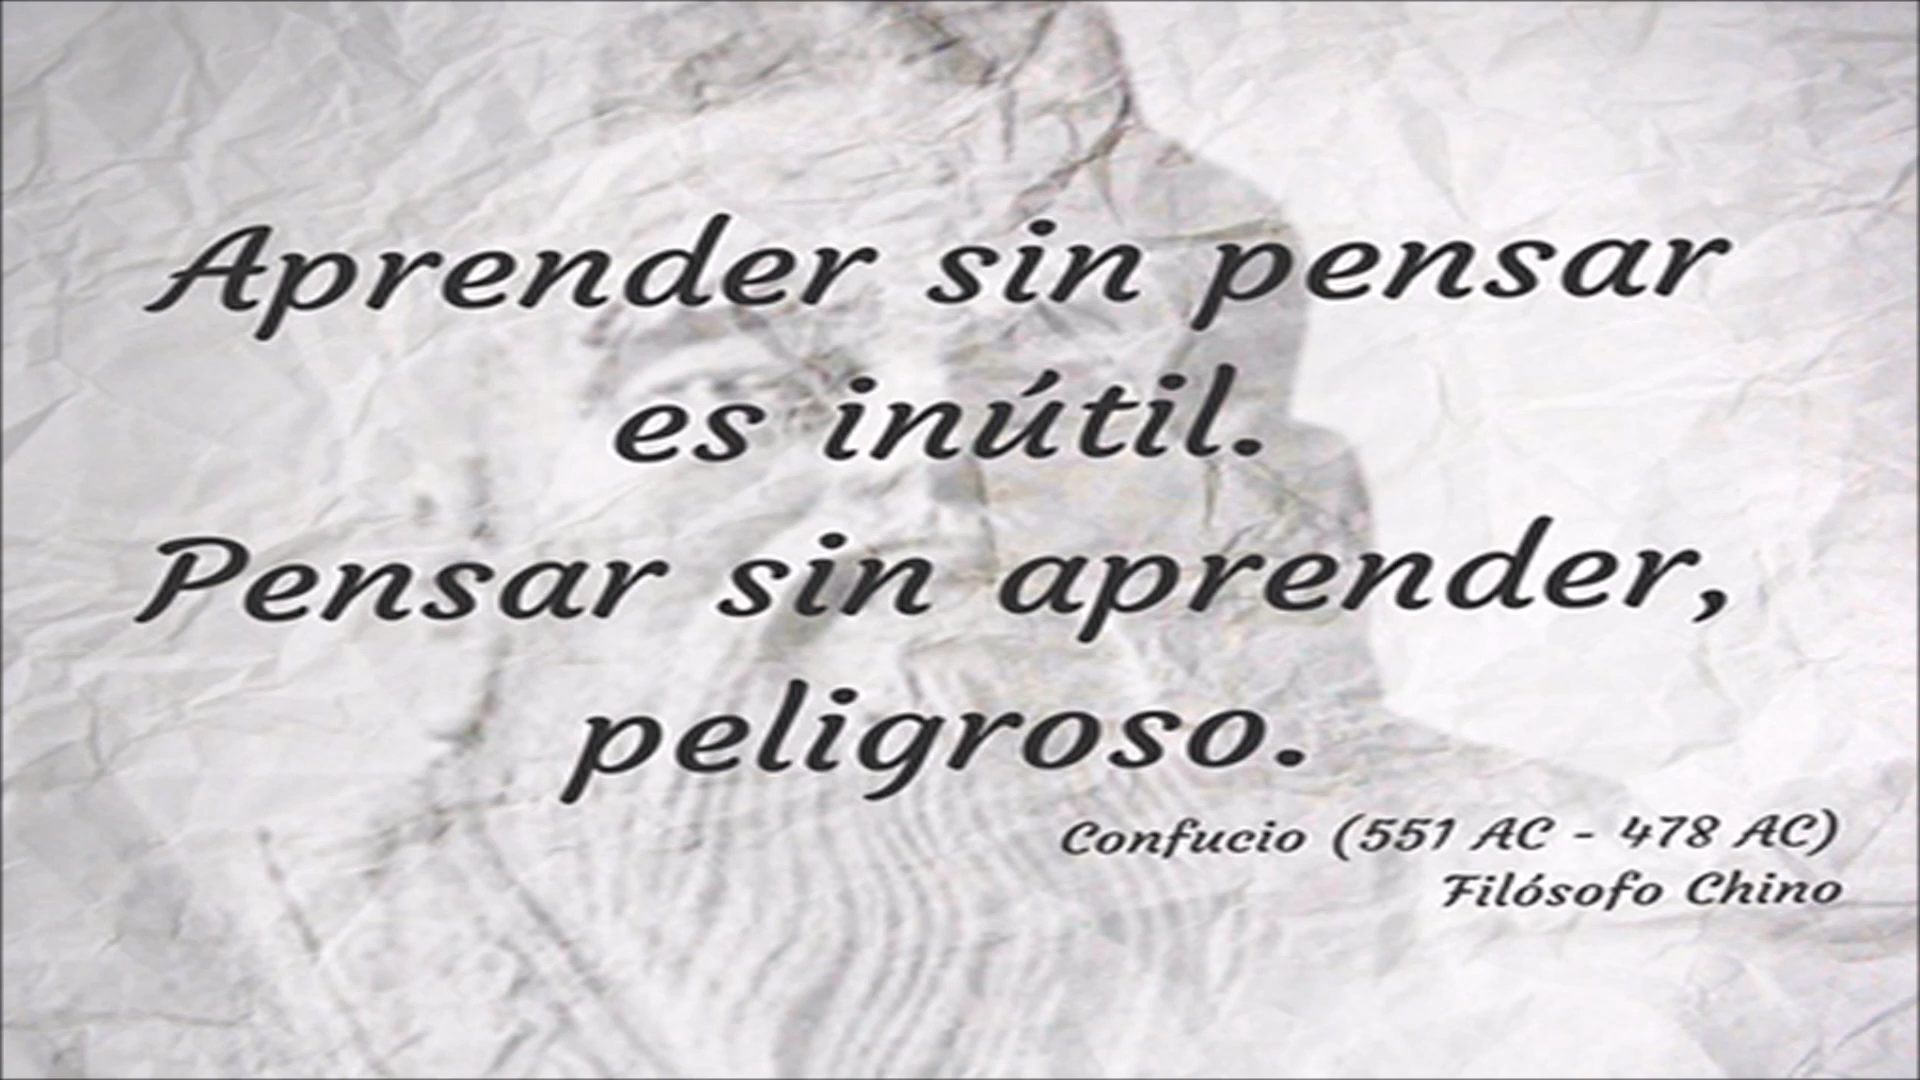 Aprender sin pensar
es inútil.
Pensar sin aprender,
peligroso.
Confucio (551 AC - 478 AC)
Filósofo Chino